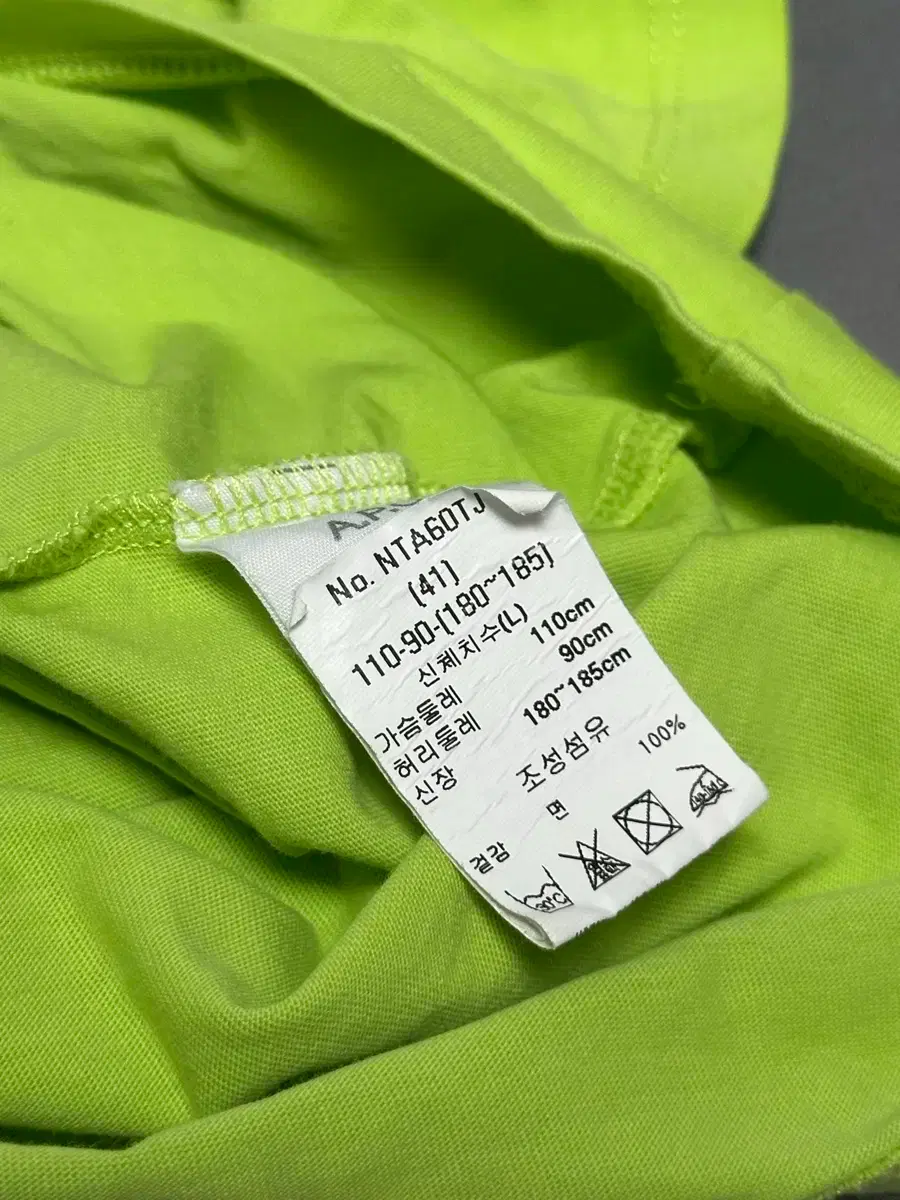 No. NTA60TJ
(41)
110-90-(180~185)
신체치수(L)
가슴둘레 110cm
허리둘레 90cm
신장 180~185cm
조성섬유
겉감 면 100%